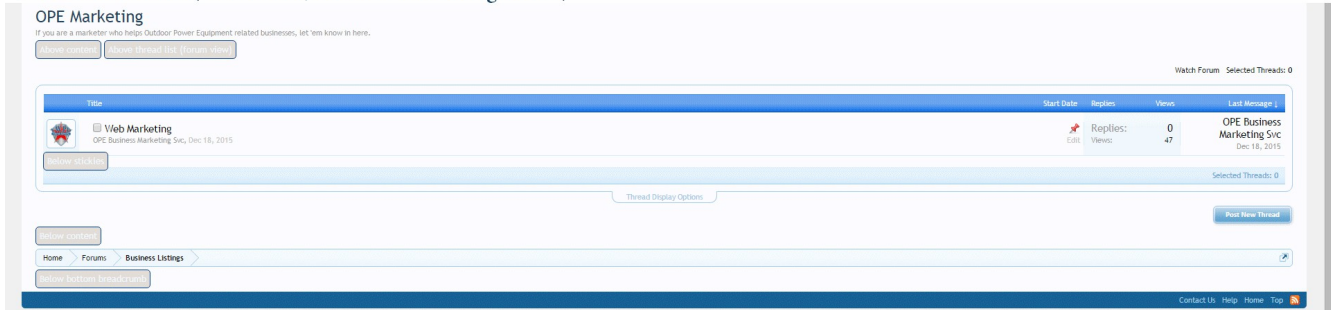 OPE Marketing
If you are a marketer who helps Outdoor Power Equipment related businesses, let 'em know in here.
Above content Above thread list (forum view)
Watch Forum Selected Threads: 0
Title Start Date Replies Views Last Message ↓
Web Marketing
OPE Business Marketing Svc, Dec 18, 2015
Edit
Replies: 0
Views: 47
OPE Business
Marketing Svc
Dec 18, 2015
Below stickies
Selected Threads: 0
Thread Display Options
Post New Thread
Below content
Home Forums Business Listings
Below bottom breadcrumb
Contact Us Help Home Top